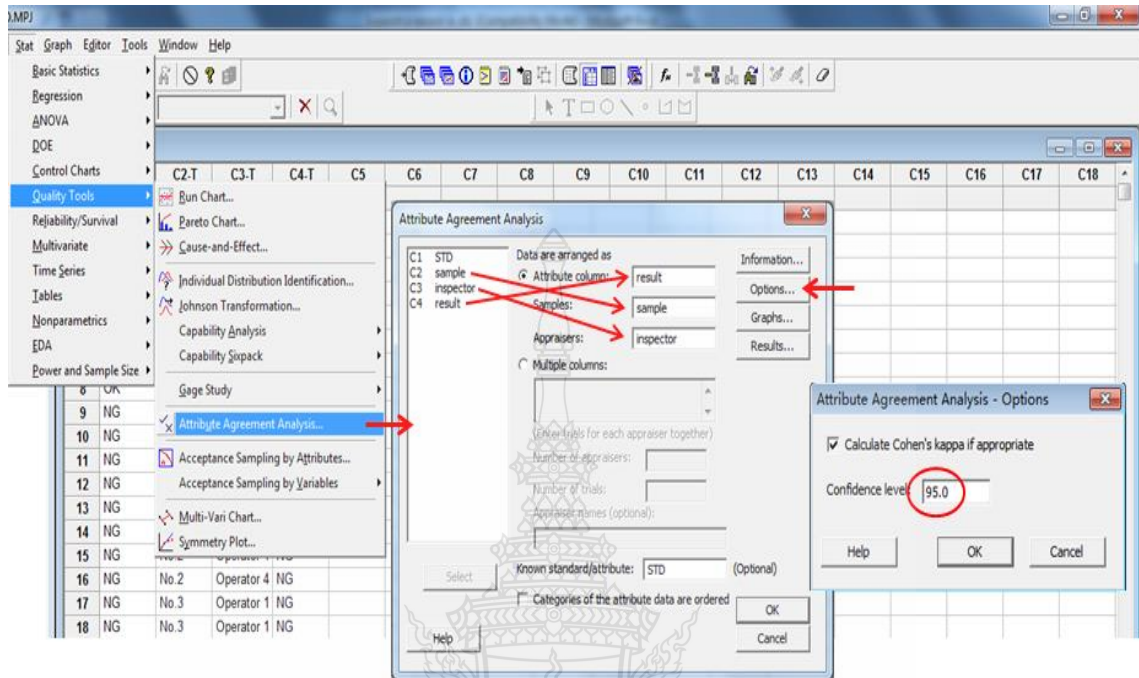 .MPJ
Stat Graph Editor Tools Window Help
Basic Statistics
Regression
ANOVA
DOE
Control Charts
Quality Tools
Reliability/Survival
Multivariate
Time Series
Tables
Nonparametrics
EDA
Power and Sample Size
Run Chart...
Pareto Chart...
Cause-and-Effect...
Individual Distribution Identification...
Johnson Transformation...
Capability Analysis
Capability Sixpack
Gage Study
Attribute Agreement Analysis...
Acceptance Sampling by Attributes...
Acceptance Sampling by Variables
Multi-Vari Chart...
Symmetry Plot...
C2-T C3-T C4-T C5 C6 C7 C8 C9 C10 C11 C12 C13 C14 C15 C16 C17 C18
8 OK
9 NG
10 NG
11 NG
12 NG
13 NG
14 NG
15 NG
16 NG No.2 Operator 4 NG
17 NG No.3 Operator 1 NG
18 NG No.3 Operator 1 NG
Attribute Agreement Analysis
C1 STD
C2 sample
C3 inspector
C4 result
Data are arranged as
Attribute column: result
Samples: sample
Appraisers: inspector
Multiple columns:
(Enter trials for each appraiser together)
Number of appraisers:
Number of trials:
Appraiser names (optional):
Known standard/attribute: STD (Optional)
Categories of the attribute data are ordered
Select
Help
Information...
Options...
Graphs...
Results...
OK
Cancel
Attribute Agreement Analysis - Options
Calculate Cohen's kappa if appropriate
Confidence level: 95.0
Help OK Cancel